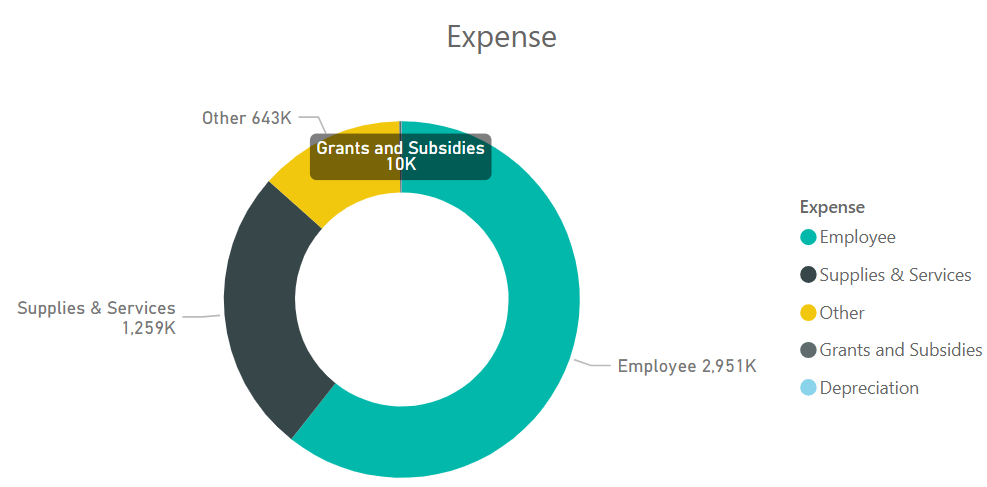 Expense
Other 643K
Grants and Subsidies
10K
Supplies & Services
1,259K
Employee 2,951K
Expense
Employee
Supplies & Services
Other
Grants and Subsidies
Depreciation